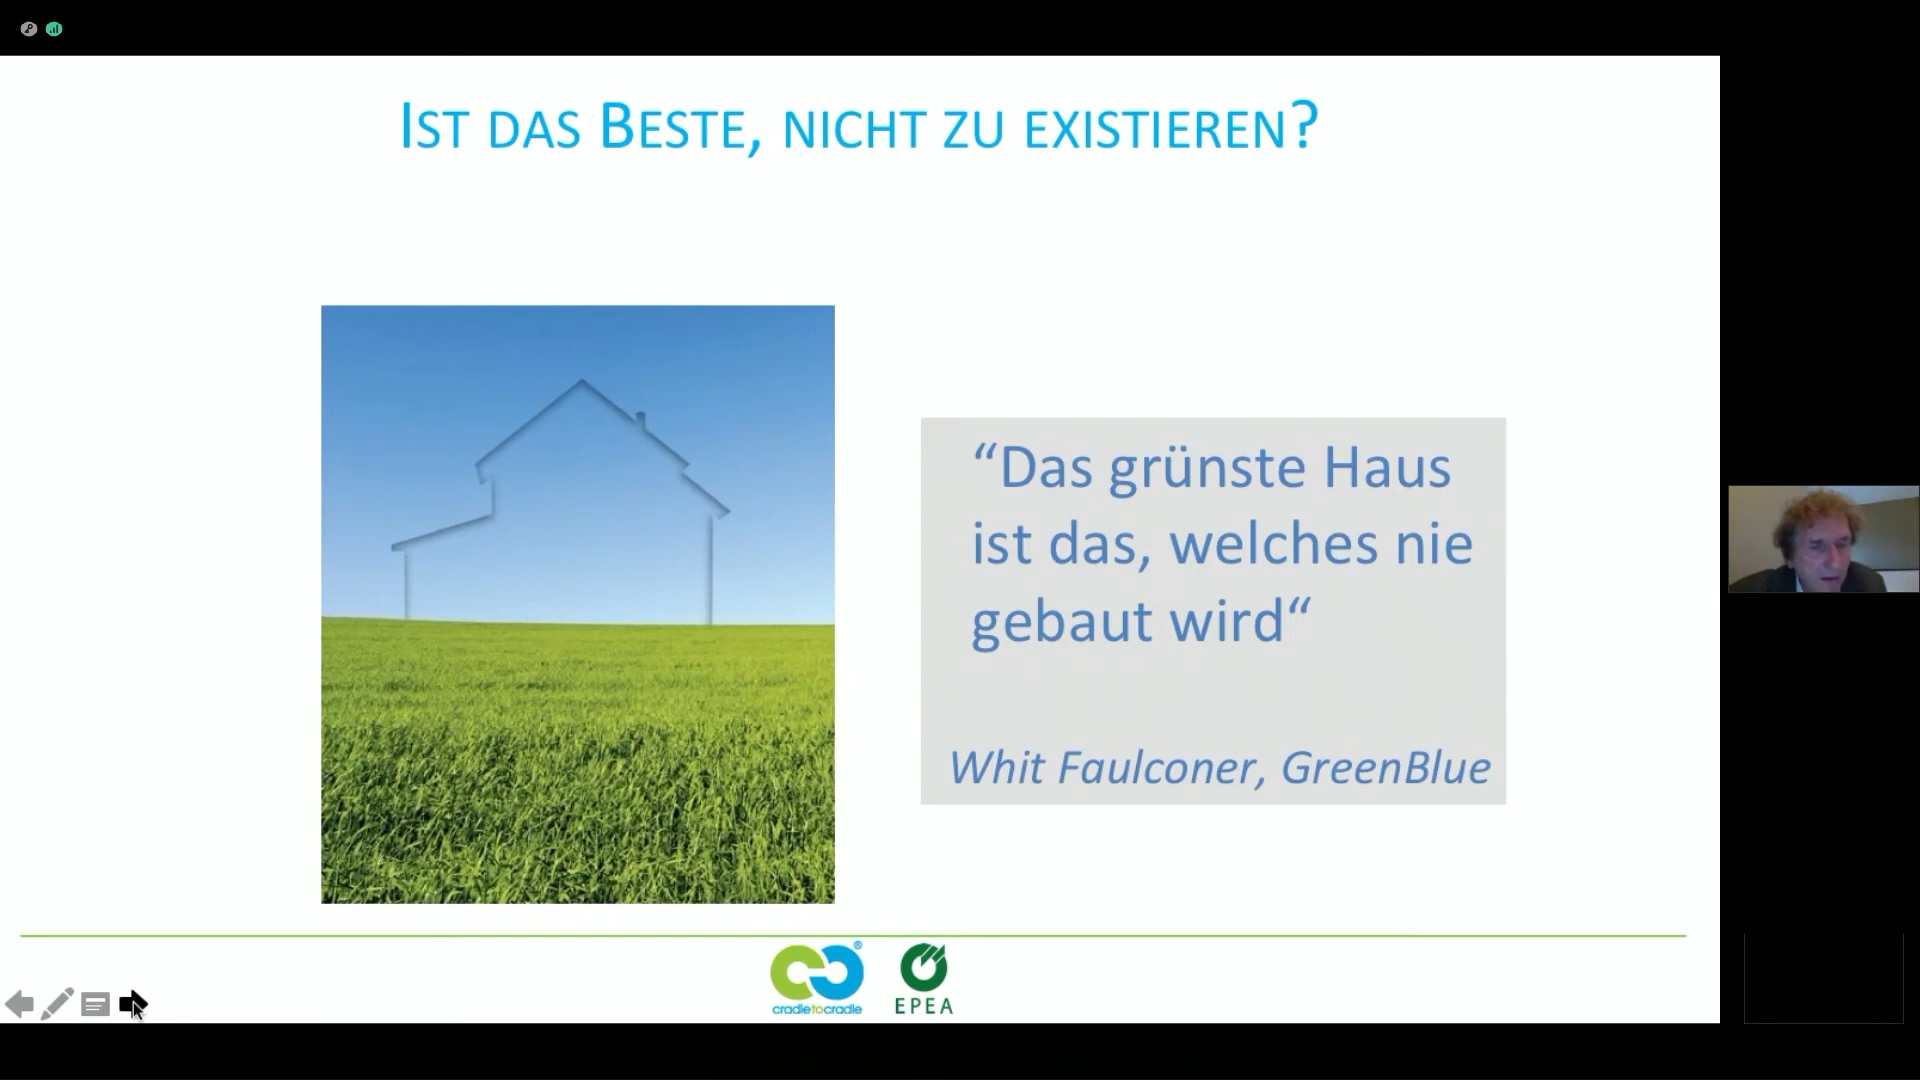 Ist das Beste, nicht zu existieren?
“Das grünste Haus
ist das, welches nie
gebaut wird“
Whit Faulconer, GreenBlue
®
cradletocradle
EPEA